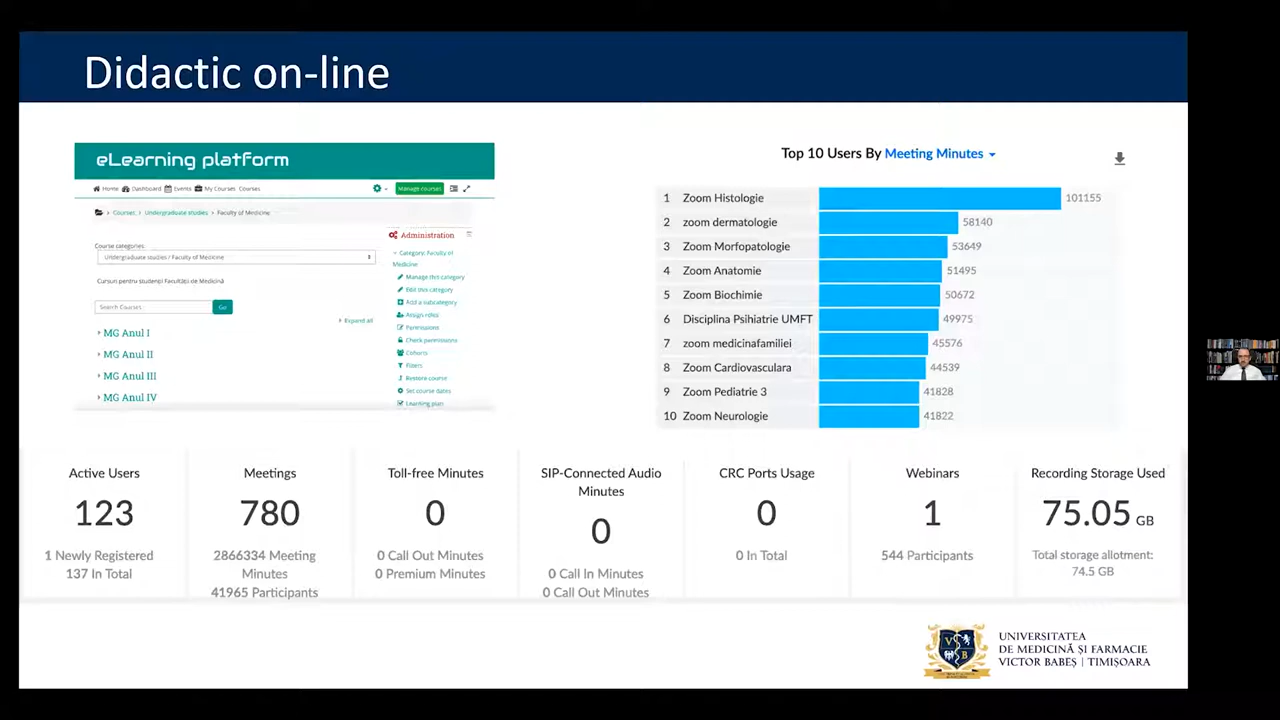 Didactic on-line
eLearning platform
Home Dashboard Events My Courses Courses
Manage courses
Courses Undergraduate studies Faculty of Medicine
Course categories:
Undergraduate studies / Faculty of Medicine
Cursuri pentru studenții Facultății de Medicină
Search Courses
Go
Expand all
MG Anul I
MG Anul II
MG Anul III
MG Anul IV
Administration
Category: Faculty of
Medicine
Manage this category
Edit this category
Add a subcategory
Assign roles
Permissions
Check permissions
Cohorts
Filters
Restore course
Set course dates
Learning plan
Top 10 Users By Meeting Minutes
1 Zoom Histologie 101155
2 zoom dermatologie 58140
3 Zoom Morfopatologie 53649
4 Zoom Anatomie 51495
5 Zoom Biochimie 50672
6 Disciplina Psihiatrie UMFT 49975
7 zoom medicinafamiliei 45576
8 Zoom Cardiovasculara 44539
9 Zoom Pediatrie 3 41828
10 Zoom Neurologie 41822
Active Users
123
1 Newly Registered
137 In Total
Meetings
780
2866334 Meeting
Minutes
41965 Participants
Toll-free Minutes
0
0 Call Out Minutes
0 Premium Minutes
SIP-Connected Audio
Minutes
0
0 Call In Minutes
0 Call Out Minutes
CRC Ports Usage
0
0 In Total
Webinars
1
544 Participants
Recording Storage Used
75.05 GB
Total storage allotment:
74.5 GB
V B
UNIVERSITATEA
DE MEDICINĂ ȘI FARMACIE
VICTOR BABEȘ | TIMIȘOARA